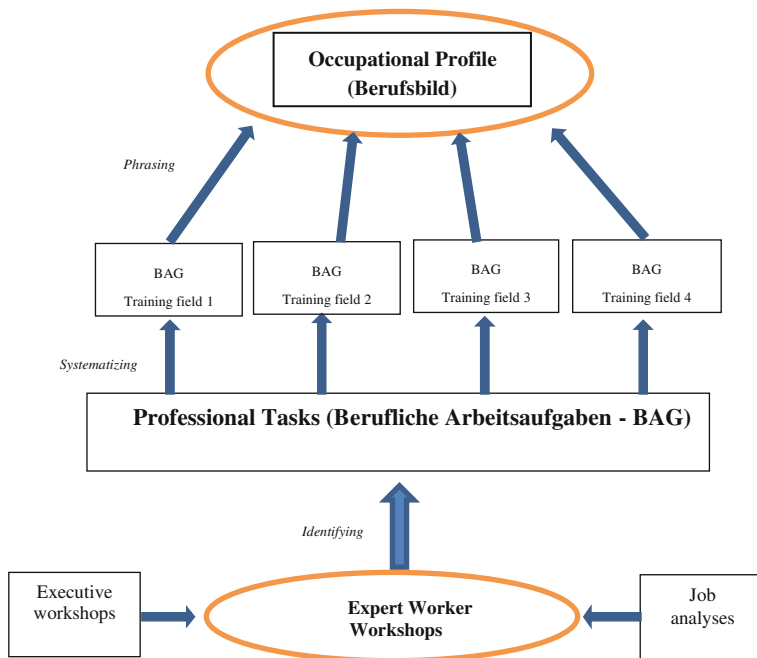 Occupational Profile
(Berufsbild)
Phrasing
BAG
Training field 1
BAG
Training field 2
BAG
Training field 3
BAG
Training field 4
Systematizing
Professional Tasks (Berufliche Arbeitsaufgaben - BAG)
Identifying
Executive
workshops
Expert Worker
Workshops
Job
analyses